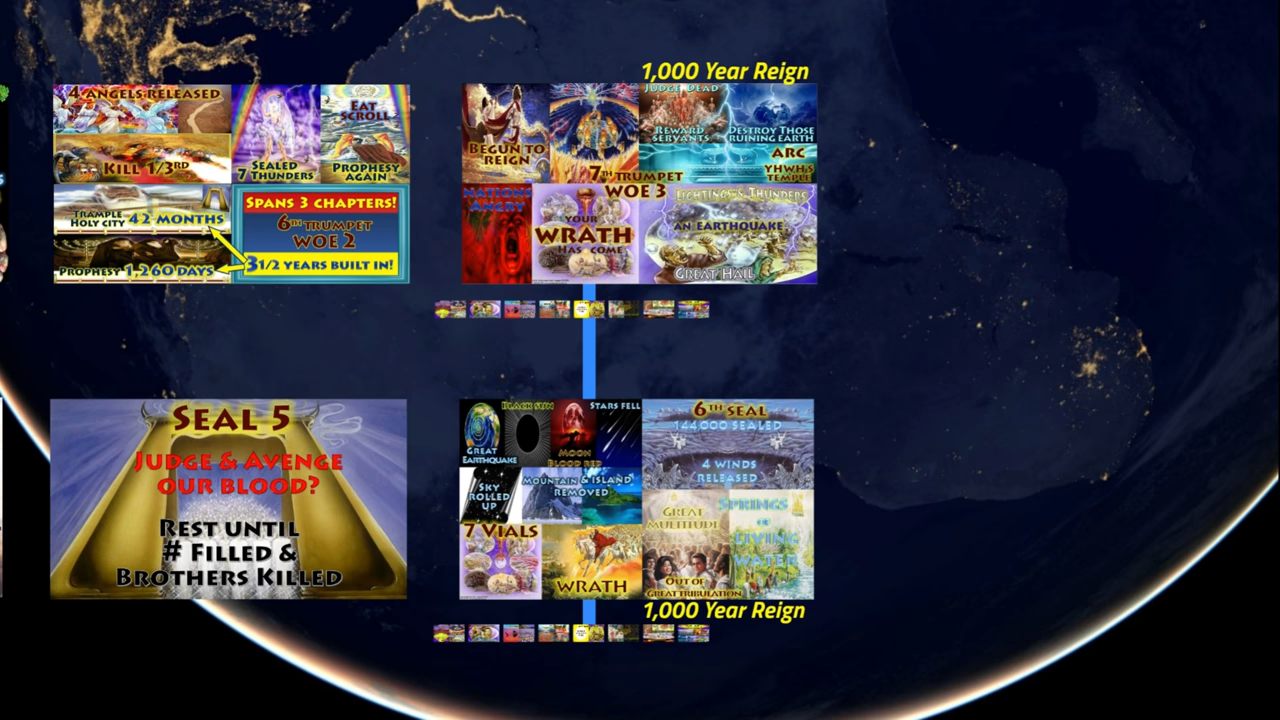 1,000 Year Reign
4 ANGELS RELEASED
KILL 1/3RD
SEALED
7 THUNDERS
EAT
SCROLL
PROPHESY
AGAIN
TRAMPLE
HOLY CITY 42 MONTHS
PROPHESY 1,260 DAYS
SPANS 3 CHAPTERS!
6TH TRUMPET
WOE 2
3 1/2 YEARS BUILT IN!
BEGUN TO
REIGN
7TH TRUMPET
WOE 3
JUDGE DEAD
REWARD
SERVANTS
DESTROY THOSE
RUINING EARTH
ARC
YHWH'S
TEMPLE
NATIONS
ANGRY
YOUR
WRATH
HAS COME
LIGHTNINGS & THUNDERS
AN EARTHQUAKE
GREAT HAIL
SEAL 5
JUDGE & AVENGE
OUR BLOOD?
REST UNTIL
# FILLED &
BROTHERS KILLED
GREAT
EARTHQUAKE
BLACK SUN
MOON
BLOOD RED
STARS FELL
SKY
ROLLED
UP
MOUNTAIN & ISLAND
REMOVED
7 VIALS
WRATH
6TH SEAL
144,000 SEALED
4 WINDS
RELEASED
GREAT
MULTITUDE
OUT OF
GREAT TRIBULATION
SPRINGS
OF
LIVING
WATER
1,000 Year Reign